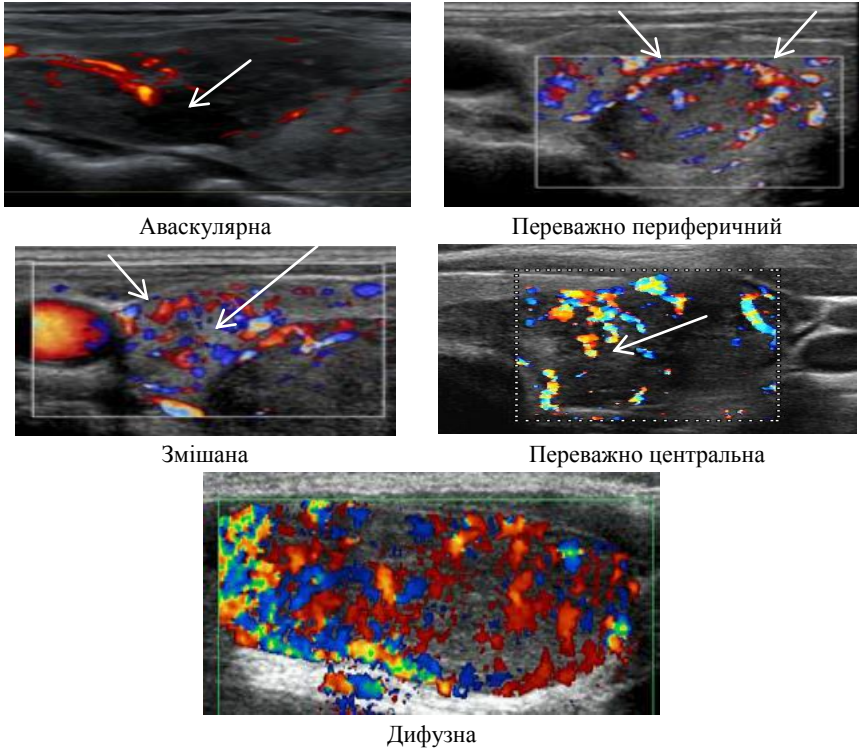 Аваскулярна
Переважно периферичний
Змішана
Переважно центральна
Дифузна